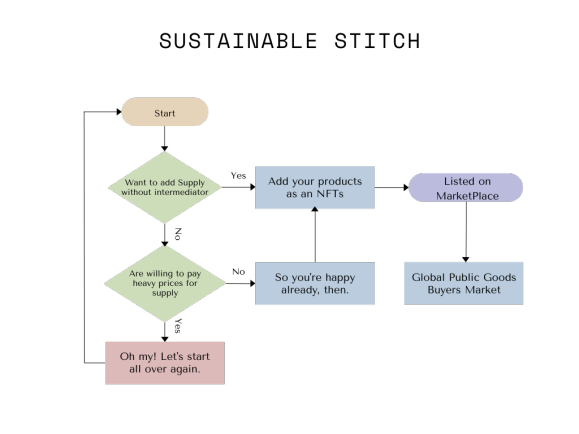 SUSTAINABLE STITCH
Start
Want to add Supply
without intermediator
Yes
Add your products
as an NFTs
Listed on
MarketPlace
No
Are willing to pay
heavy prices for
supply
No
So you're happy
already, then.
Global Public Goods
Buyers Market
Yes
Oh my! Let's start
all over again.